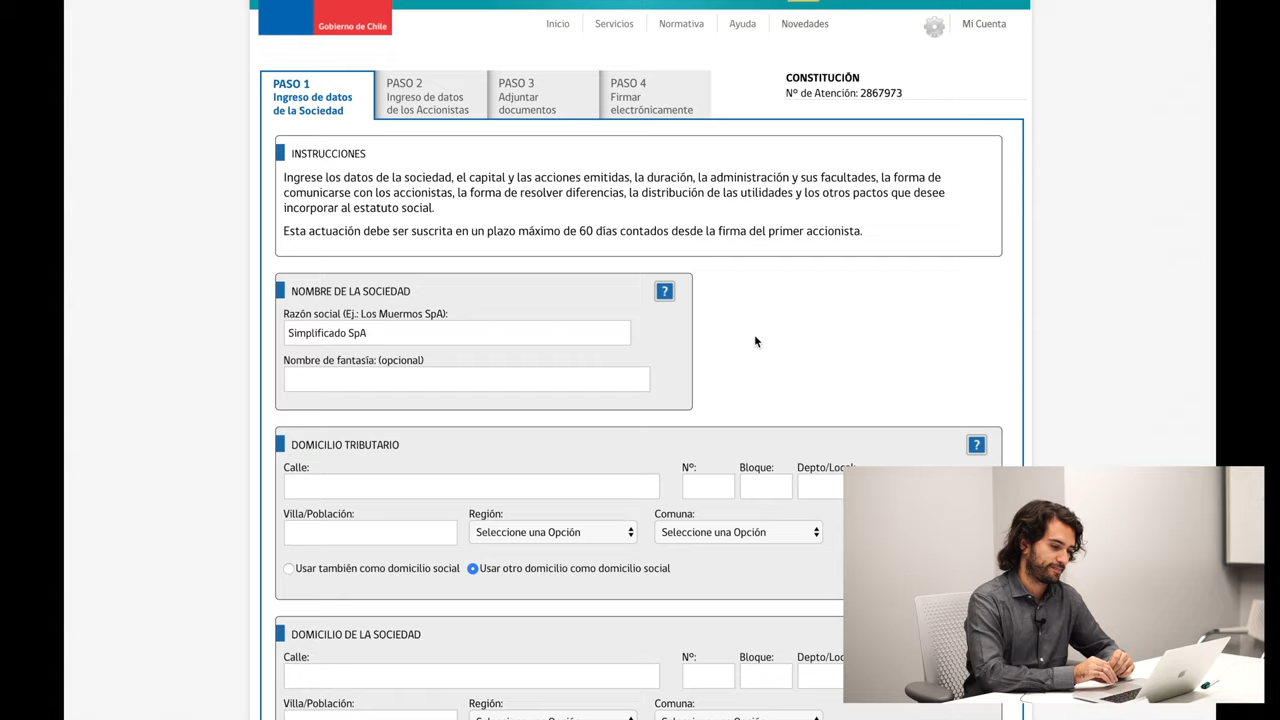 Gobierno de Chile
Inicio
Servicios
Normativa
Ayuda
Novedades
Mi Cuenta
PASO 1
Ingreso de datos
de la Sociedad
PASO 2
Ingreso de datos
de los Accionistas
PASO 3
Adjuntar
documentos
PASO 4
Firmar
electrónicamente
CONSTITUCIÓN
Nº de Atención: 2867973
INSTRUCCIONES
Ingrese los datos de la sociedad, el capital y las acciones emitidas, la duración, la administración y sus facultades, la forma de
comunicarse con los accionistas, la forma de resolver diferencias, la distribución de las utilidades y los otros pactos que desee
incorporar al estatuto social.
Esta actuación debe ser suscrita en un plazo máximo de 60 días contados desde la firma del primer accionista.
NOMBRE DE LA SOCIEDAD
?
Razón social (Ej.: Los Muermos SpA):
Simplificado SpA
Nombre de fantasía: (opcional)
DOMICILIO TRIBUTARIO
?
Calle:
Nº:
Bloque:
Depto/Local:
Villa/Población:
Región:
Comuna:
Seleccione una Opción
Seleccione una Opción
Usar también como domicilio social
Usar otro domicilio como domicilio social
DOMICILIO DE LA SOCIEDAD
Calle:
Nº:
Bloque:
Depto/Loc
Villa/Población:
Región:
Comuna: